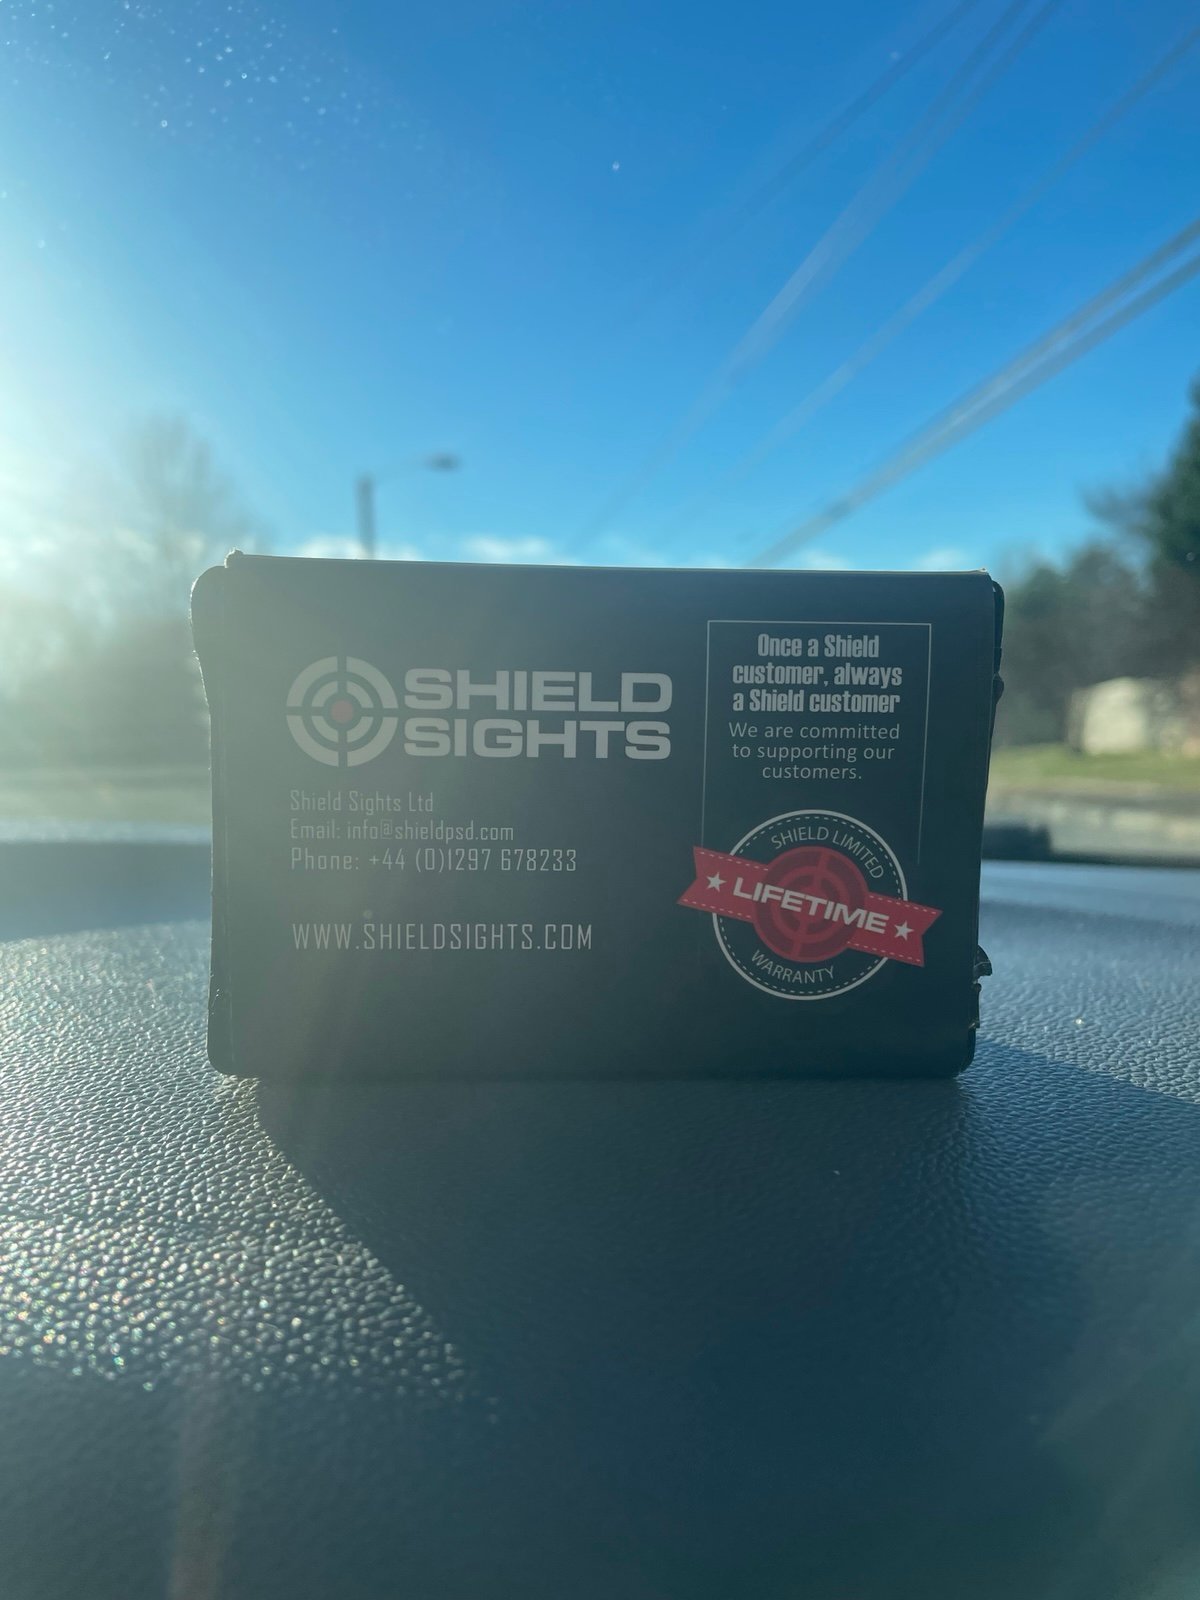 SHIELD
SIGHTS
Shield Sights Ltd
Email: info@shieldpsd.com
Phone: +44 (0)1297 678233
WWW.SHIELDSIGHTS.COM
Once a Shield
customer, always
a Shield customer
We are committed
to supporting our
customers.
SHIELD LIMITED
LIFETIME
WARRANTY